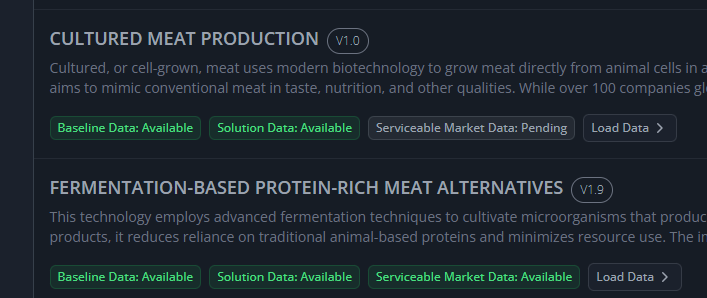 CULTURED MEAT PRODUCTION V1.0
Cultured, or cell-grown, meat uses modern biotechnology to grow meat directly from animal cells in a
aims to mimic conventional meat in taste, nutrition, and other qualities. While over 100 companies gl
Baseline Data: Available Solution Data: Available Serviceable Market Data: Pending Load Data >
FERMENTATION-BASED PROTEIN-RICH MEAT ALTERNATIVES V1.9
This technology employs advanced fermentation techniques to cultivate microorganisms that produc
products, it reduces reliance on traditional animal-based proteins and minimizes resource use. The in
Baseline Data: Available Solution Data: Available Serviceable Market Data: Available Load Data >